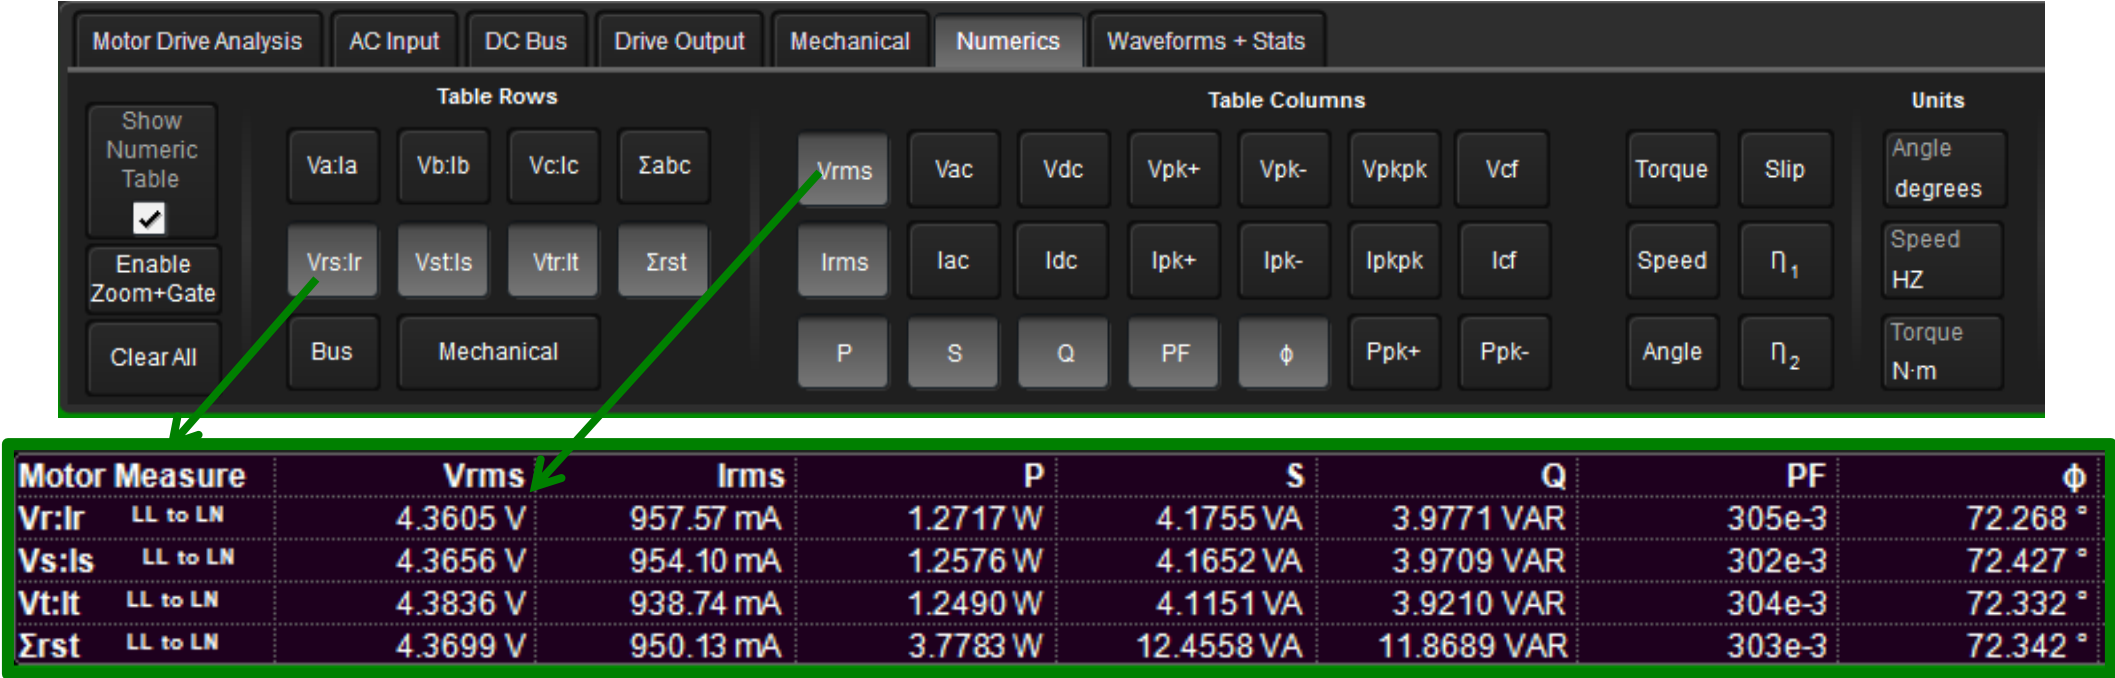 Motor Drive Analysis AC Input DC Bus Drive Output Mechanical Numerics Waveforms + Stats
Table Rows Table Columns Units
Show Numeric Table
Enable Zoom+Gate
Clear All
Va:Ia Vb:Ib Vc:Ic Σabc
Vrs:Ir Vst:Is Vtr:It Σrst
Bus Mechanical
Vrms Vac Vdc Vpk+ Vpk- Vpkpk Vcf
Irms Iac Idc Ipk+ Ipk- Ipkpk Icf
P S Q PF ϕ Ppk+ Ppk-
Torque Slip
Speed η₁
Angle η₂
Angle
degrees
Speed
HZ
Torque
N·m
Motor Measure Vrms Irms P S Q PF ϕ
Vr:Ir LL to LN 4.3605 V 957.57 mA 1.2717 W 4.1755 VA 3.9771 VAR 305e-3 72.268 °
Vs:Is LL to LN 4.3656 V 954.10 mA 1.2576 W 4.1652 VA 3.9709 VAR 302e-3 72.427 °
Vt:It LL to LN 4.3836 V 938.74 mA 1.2490 W 4.1151 VA 3.9210 VAR 304e-3 72.332 °
Σrst LL to LN 4.3699 V 950.13 mA 3.7783 W 12.4558 VA 11.8689 VAR 303e-3 72.342 °